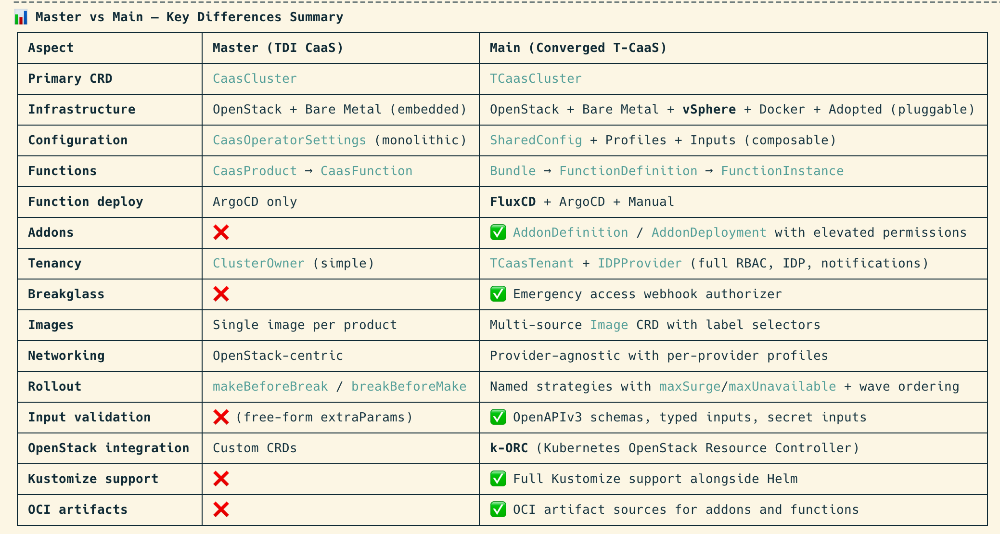 📊 Master vs Main — Key Differences Summary
Aspect Master (TDI CaaS) Main (Converged T-CaaS)
Primary CRD CaasCluster TCaasCluster
Infrastructure OpenStack + Bare Metal (embedded) OpenStack + Bare Metal + vSphere + Docker + Adopted (pluggable)
Configuration CaasOperatorSettings (monolithic) SharedConfig + Profiles + Inputs (composable)
Functions CaasProduct → CaasFunction Bundle → FunctionDefinition → FunctionInstance
Function deploy ArgoCD only FluxCD + ArgoCD + Manual
Addons ❌ ✅ AddonDefinition / AddonDeployment with elevated permissions
Tenancy ClusterOwner (simple) TCaasTenant + IDPProvider (full RBAC, IDP, notifications)
Breakglass ❌ ✅ Emergency access webhook authorizer
Images Single image per product Multi-source Image CRD with label selectors
Networking OpenStack-centric Provider-agnostic with per-provider profiles
Rollout makeBeforeBreak / breakBeforeMake Named strategies with maxSurge/maxUnavailable + wave ordering
Input validation ❌ (free-form extraParams) ✅ OpenAPIv3 schemas, typed inputs, secret inputs
OpenStack integration Custom CRDs k-ORC (Kubernetes OpenStack Resource Controller)
Kustomize support ❌ ✅ Full Kustomize support alongside Helm
OCI artifacts ❌ ✅ OCI artifact sources for addons and functions